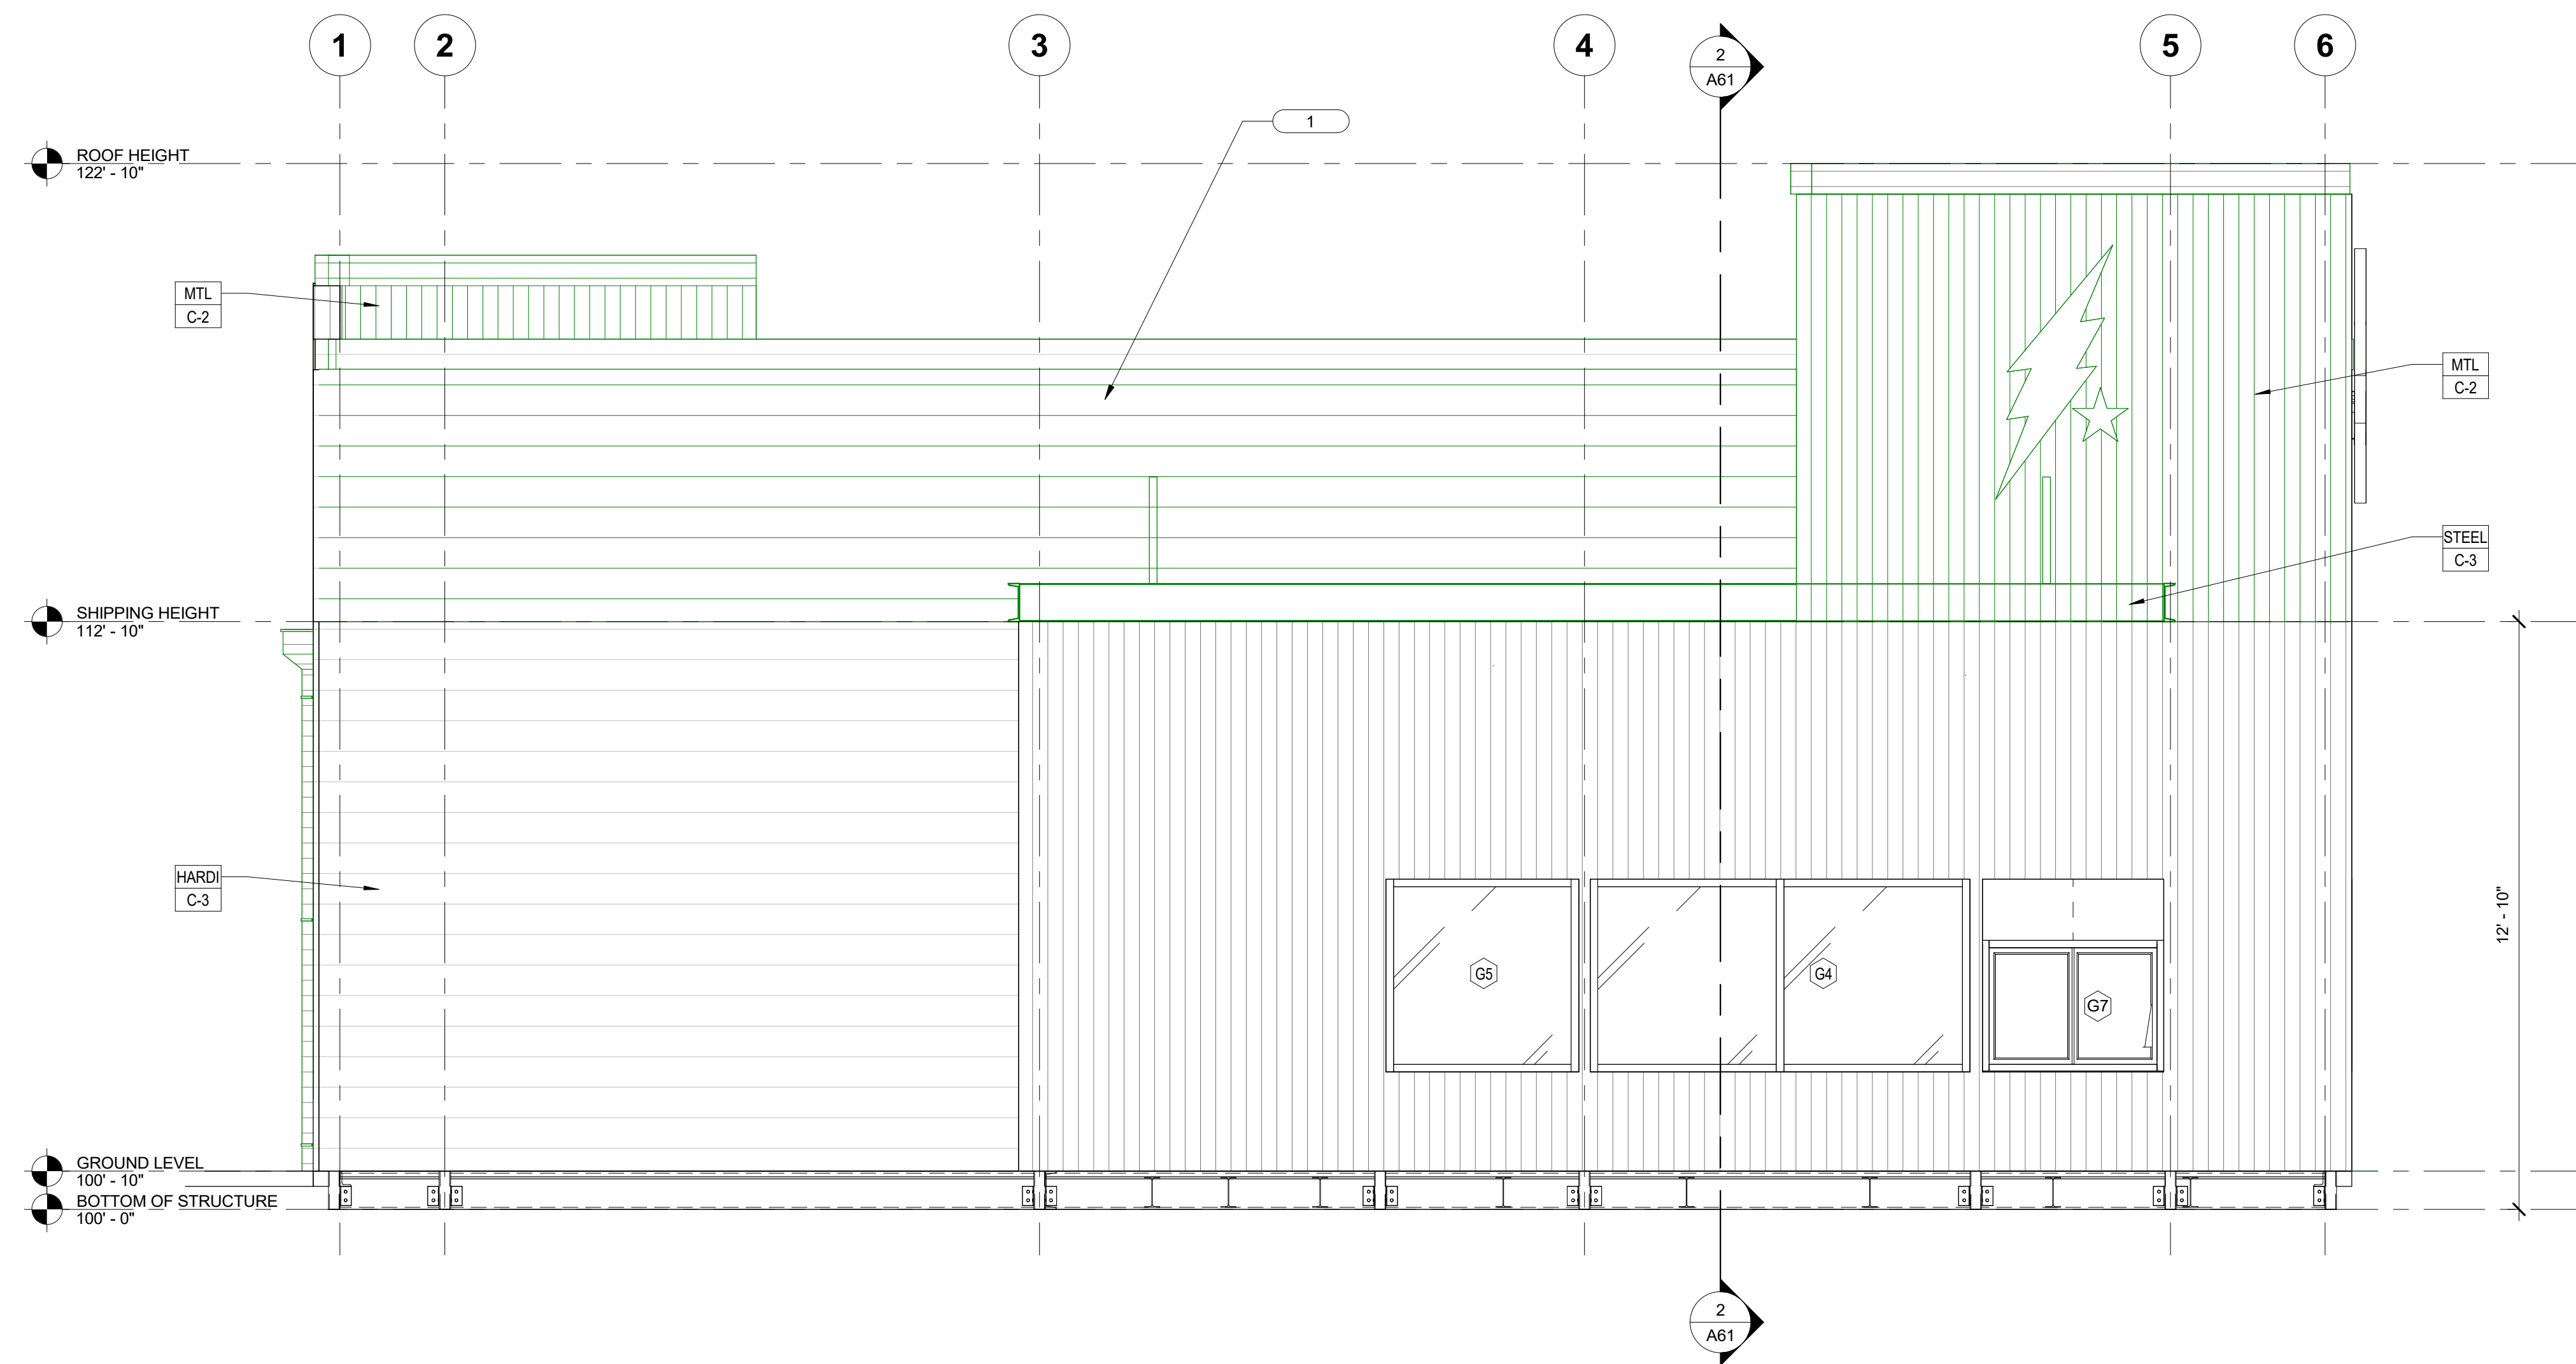 1
2
3
4
5
6
2
A61
1
ROOF HEIGHT
122' - 10"
MTL
C-2
MTL
C-2
STEEL
C-3
SHIPPING HEIGHT
112' - 10"
HARDI
C-3
12' - 10"
G5
G4
G7
GROUND LEVEL
100' - 10"
BOTTOM OF STRUCTURE
100' - 0"
2
A61